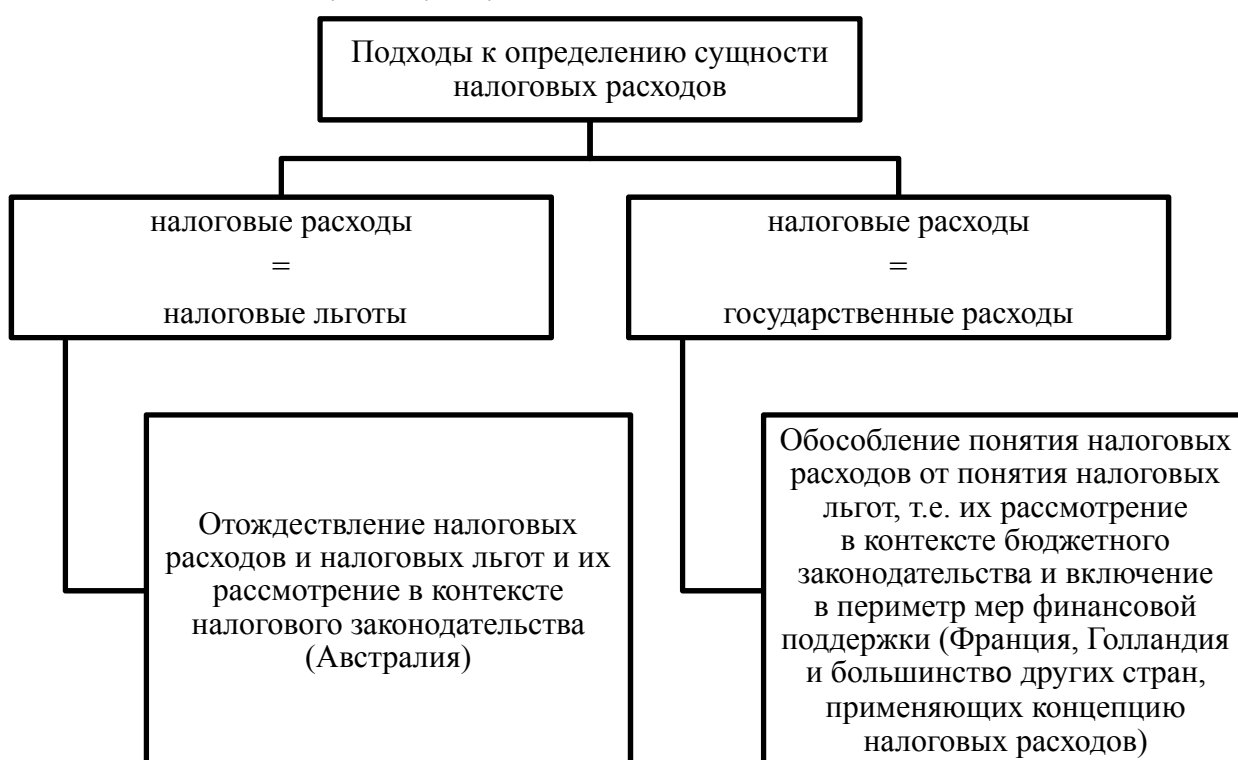 Подходы к определению сущности
налоговых расходов
налоговые расходы
=
налоговые льготы
налоговые расходы
=
государственные расходы
Отождествление налоговых
расходов и налоговых льгот и их
рассмотрение в контексте
налогового законодательства
(Австралия)
Обособление понятия налоговых
расходов от понятия налоговых
льгот, т.е. их рассмотрение
в контексте бюджетного
законодательства и включение
в периметр мер финансовой
поддержки (Франция, Голландия
и большинство других стран,
применяющих концепцию
налоговых расходов)